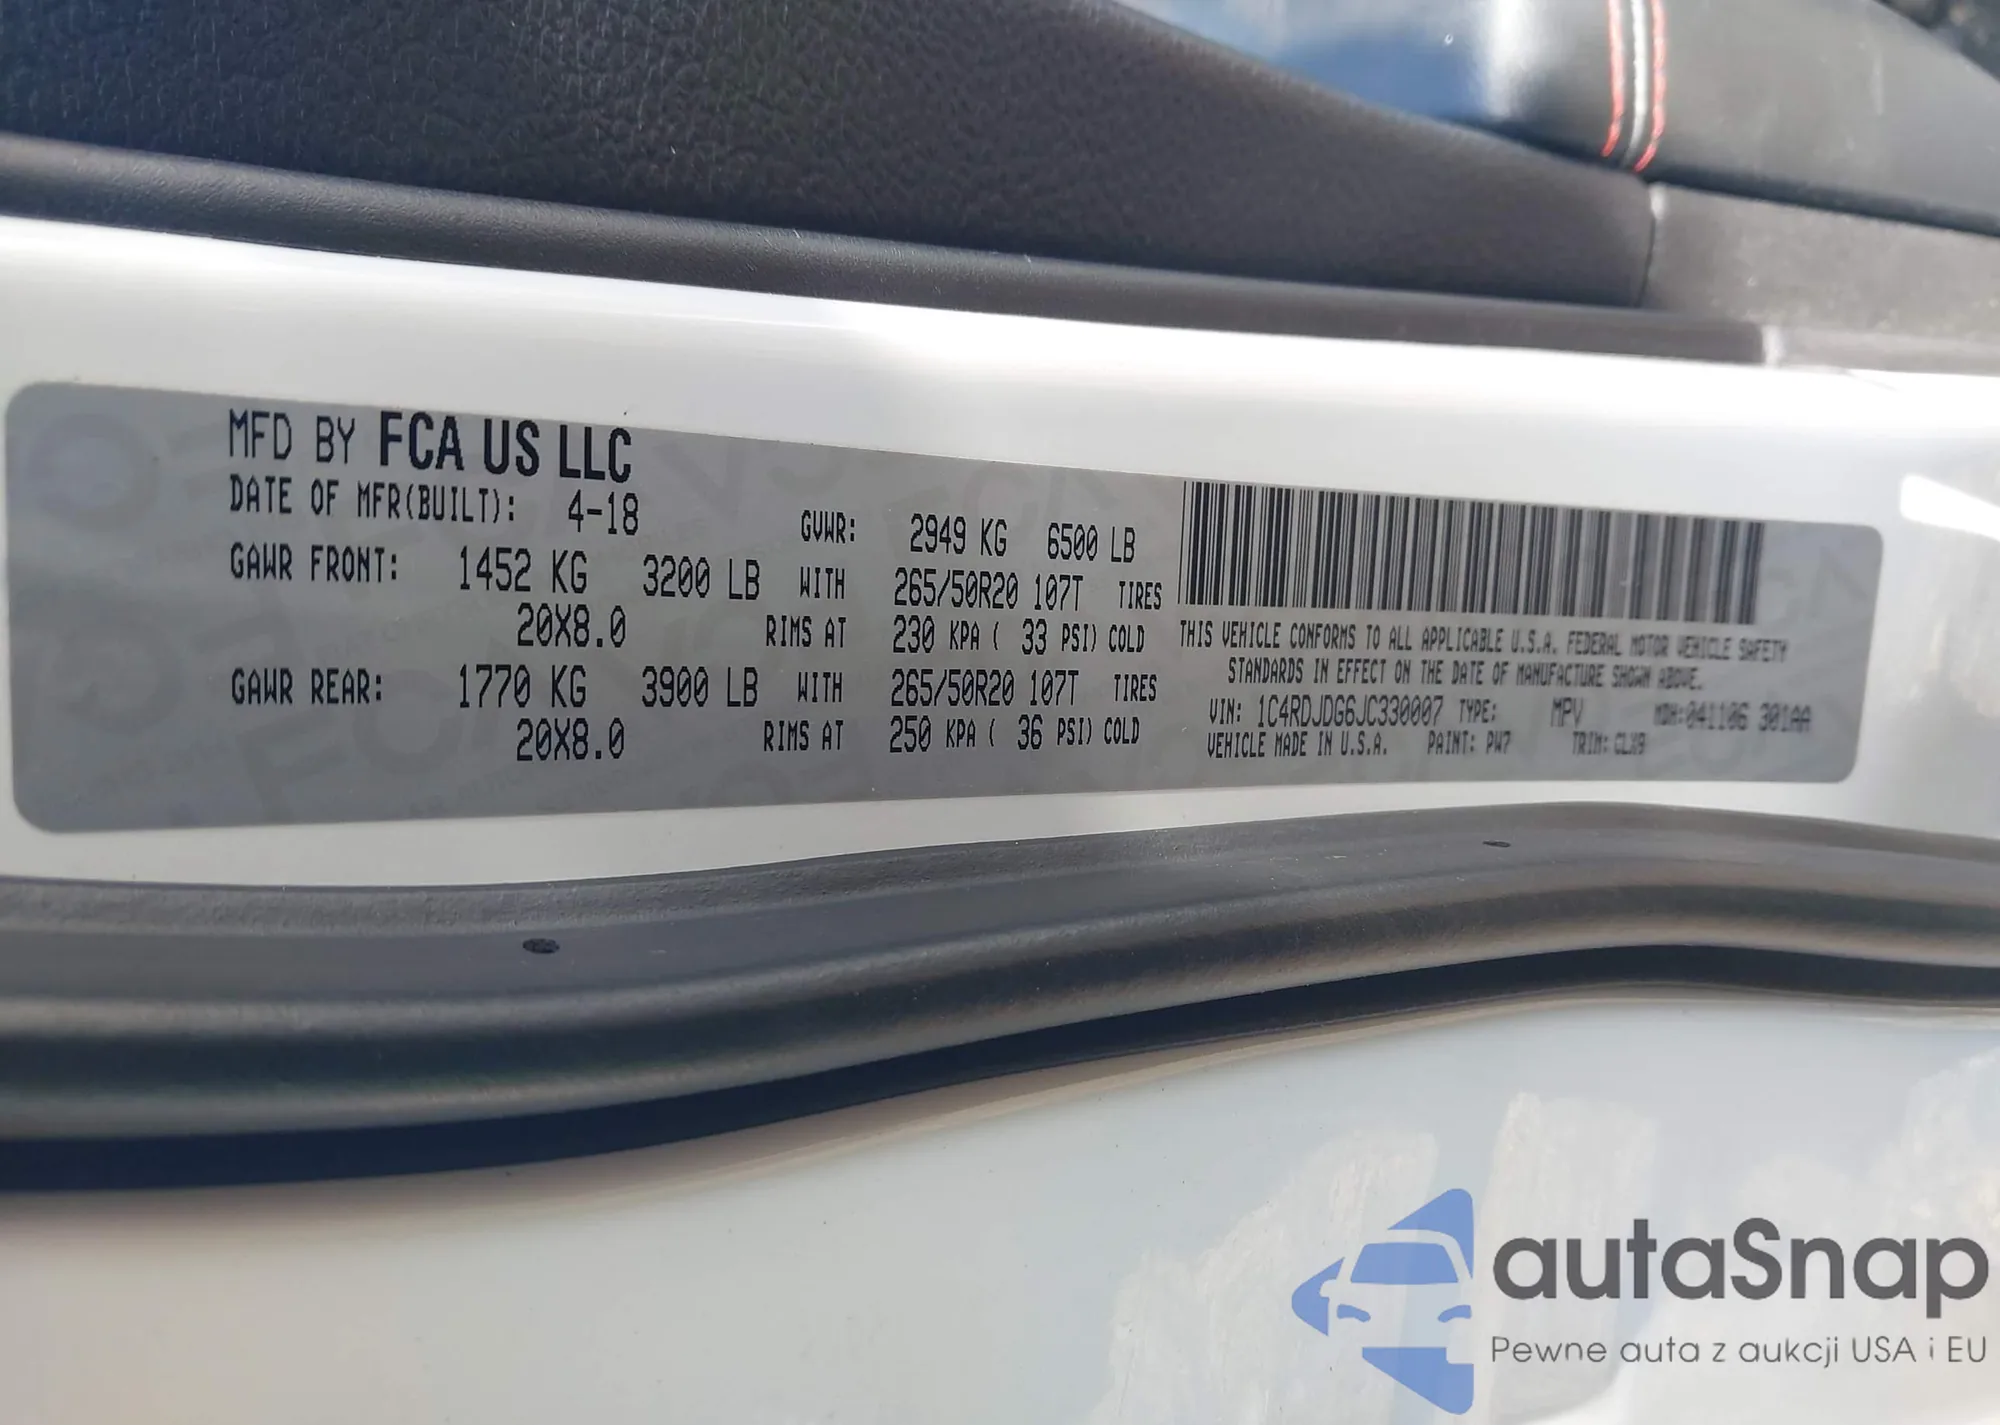 MFD BY FCA US LLC
DATE OF MFR(BUILT): 4-18 GVWR: 2949 KG 6500 LB
GAWR FRONT: 1452 KG 3200 LB WITH 265/50R20 107T TIRES
20X8.0 RIMS AT 230 KPA ( 33 PSI) COLD
GAWR REAR: 1770 KG 3900 LB WITH 265/50R20 107T TIRES
20X8.0 RIMS AT 250 KPA ( 36 PSI) COLD
THIS VEHICLE CONFORMS TO ALL APPLICABLE U.S.A. FEDERAL MOTOR VEHICLE SAFETY
STANDARDS IN EFFECT ON THE DATE OF MANUFACTURE SHOWN ABOVE.
VIN: 1C4RDJDG6JC330007 TYPE: MPV MDH:041106 301AA
VEHICLE MADE IN U.S.A. PAINT: PW7 TRIM:
autaSnap
Pewne auta z aukcji USA i EU